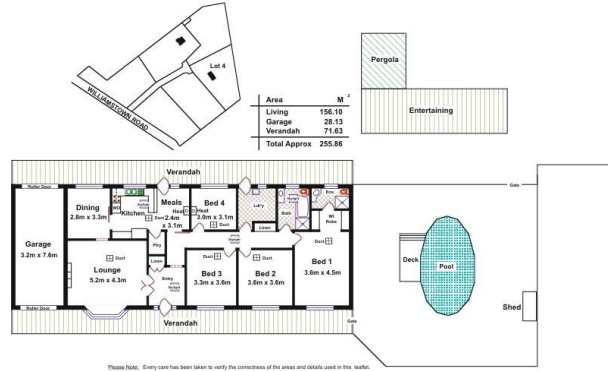 Lot 4
WILLIAMSTOWN ROAD
Area M 2
Living 156.10
Garage 28.13
Verandah 71.63
Total Approx 255.86
Pergola
Entertaining
Verandah
Roller Door
Gate
Dining
2.8m x 3.3m
Kitchen
Meals
2.4m
x 3.1m
Heat
Heat
Bed 4
3.0m x 3.1m
L'dry
Linen
Bath
Ens
Wt
Robe
Duct
Duct
Duct
Garage
3.2m x 7.6m
Lounge
5.2m x 4.3m
Duct
Ptry
Linen
Entry
Bed 3
3.3m x 3.6m
Duct
Bed 2
3.6m x 3.6m
Duct
Bed 1
3.6m x 4.5m
Deck
Pool
Shed
Roller Door
Verandah
Gate
Please Note: Every care has been taken to verify the correctness of the areas and details used in this leaflet.